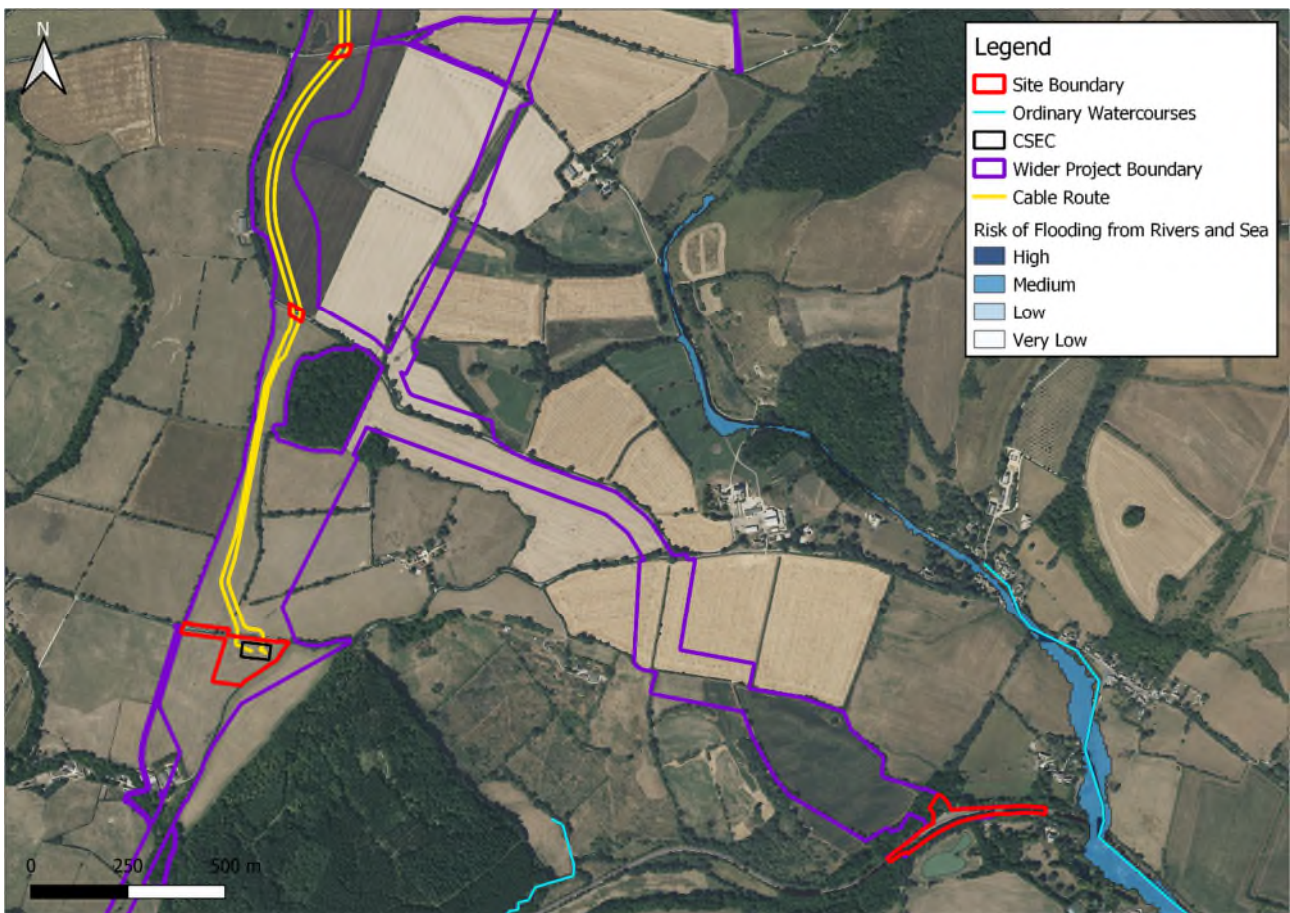 N
Legend
Site Boundary
Ordinary Watercourses
CSEC
Wider Project Boundary
Cable Route
Risk of Flooding from Rivers and Sea
High
Medium
Low
Very Low
0 250 500 m